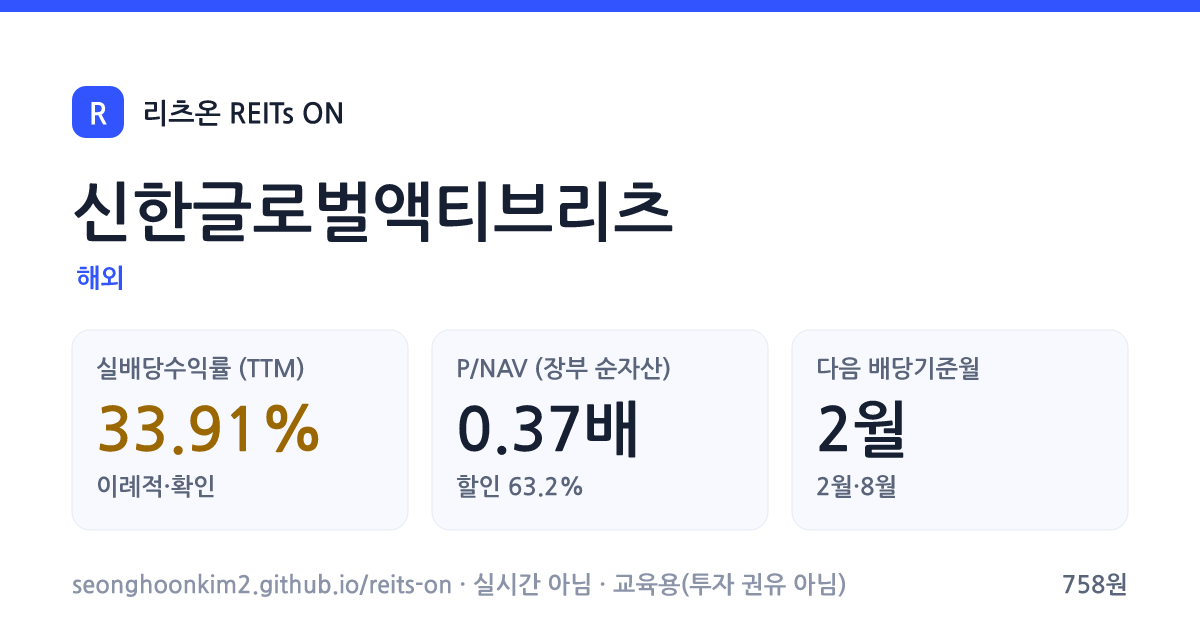 R 리츠온 REITs ON
신한글로벌액티브리츠
해외
실배당수익률 (TTM)
33.91%
이례적·확인
P/NAV (장부 순자산)
0.37배
할인 63.2%
다음 배당기준월
2월
2월·8월
seonghoonkim2.github.io/reits-on · 실시간 아님 · 교육용(투자 권유 아님)
758원